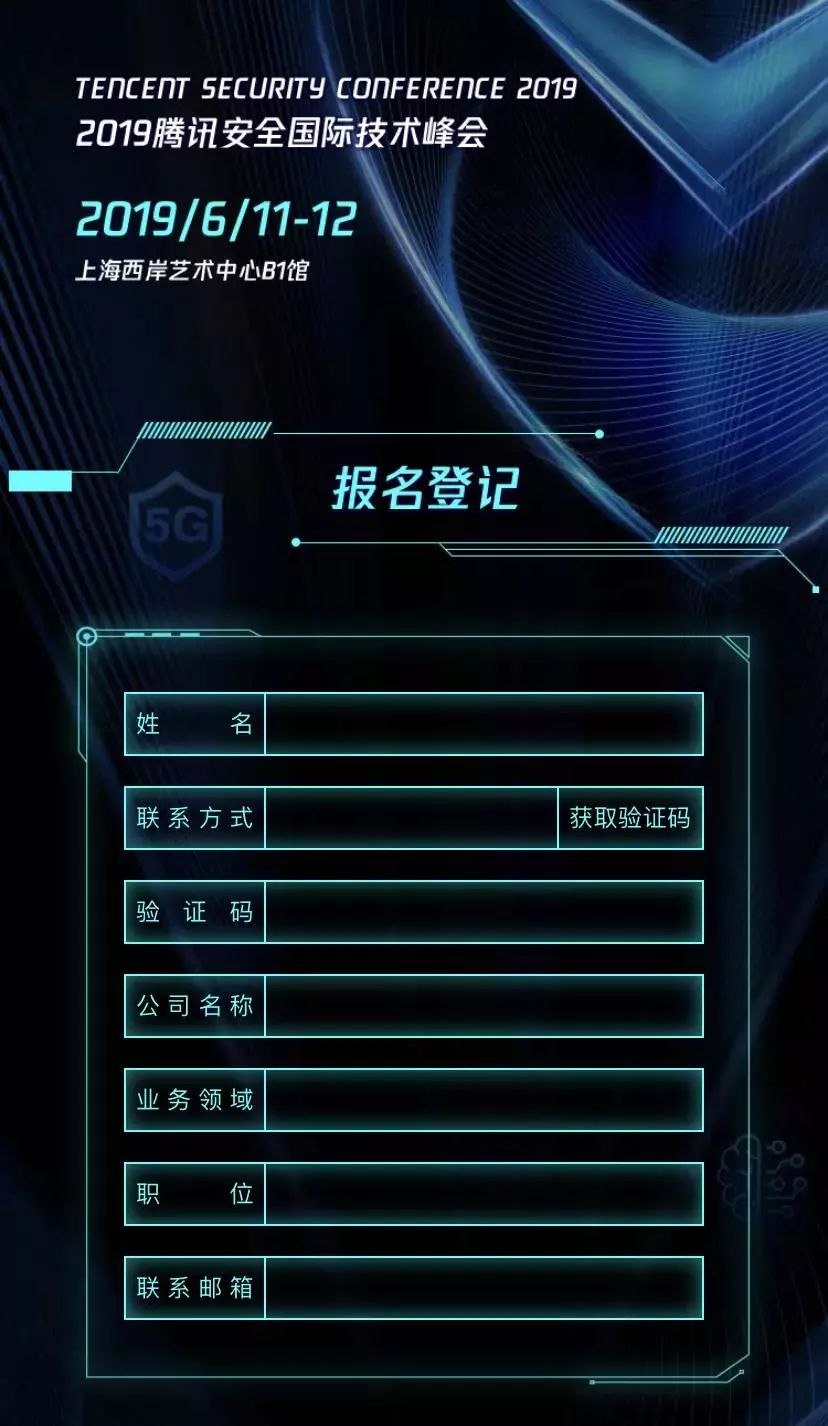 TENCENT SECURITY CONFERENCE 2019
2019腾讯安全国际技术峰会
2019/6/11-12
上海西岸艺术中心B1馆
报名登记
5G
姓名
联系方式 获取验证码
验证码
公司名称
业务领域
职位
联系邮箱